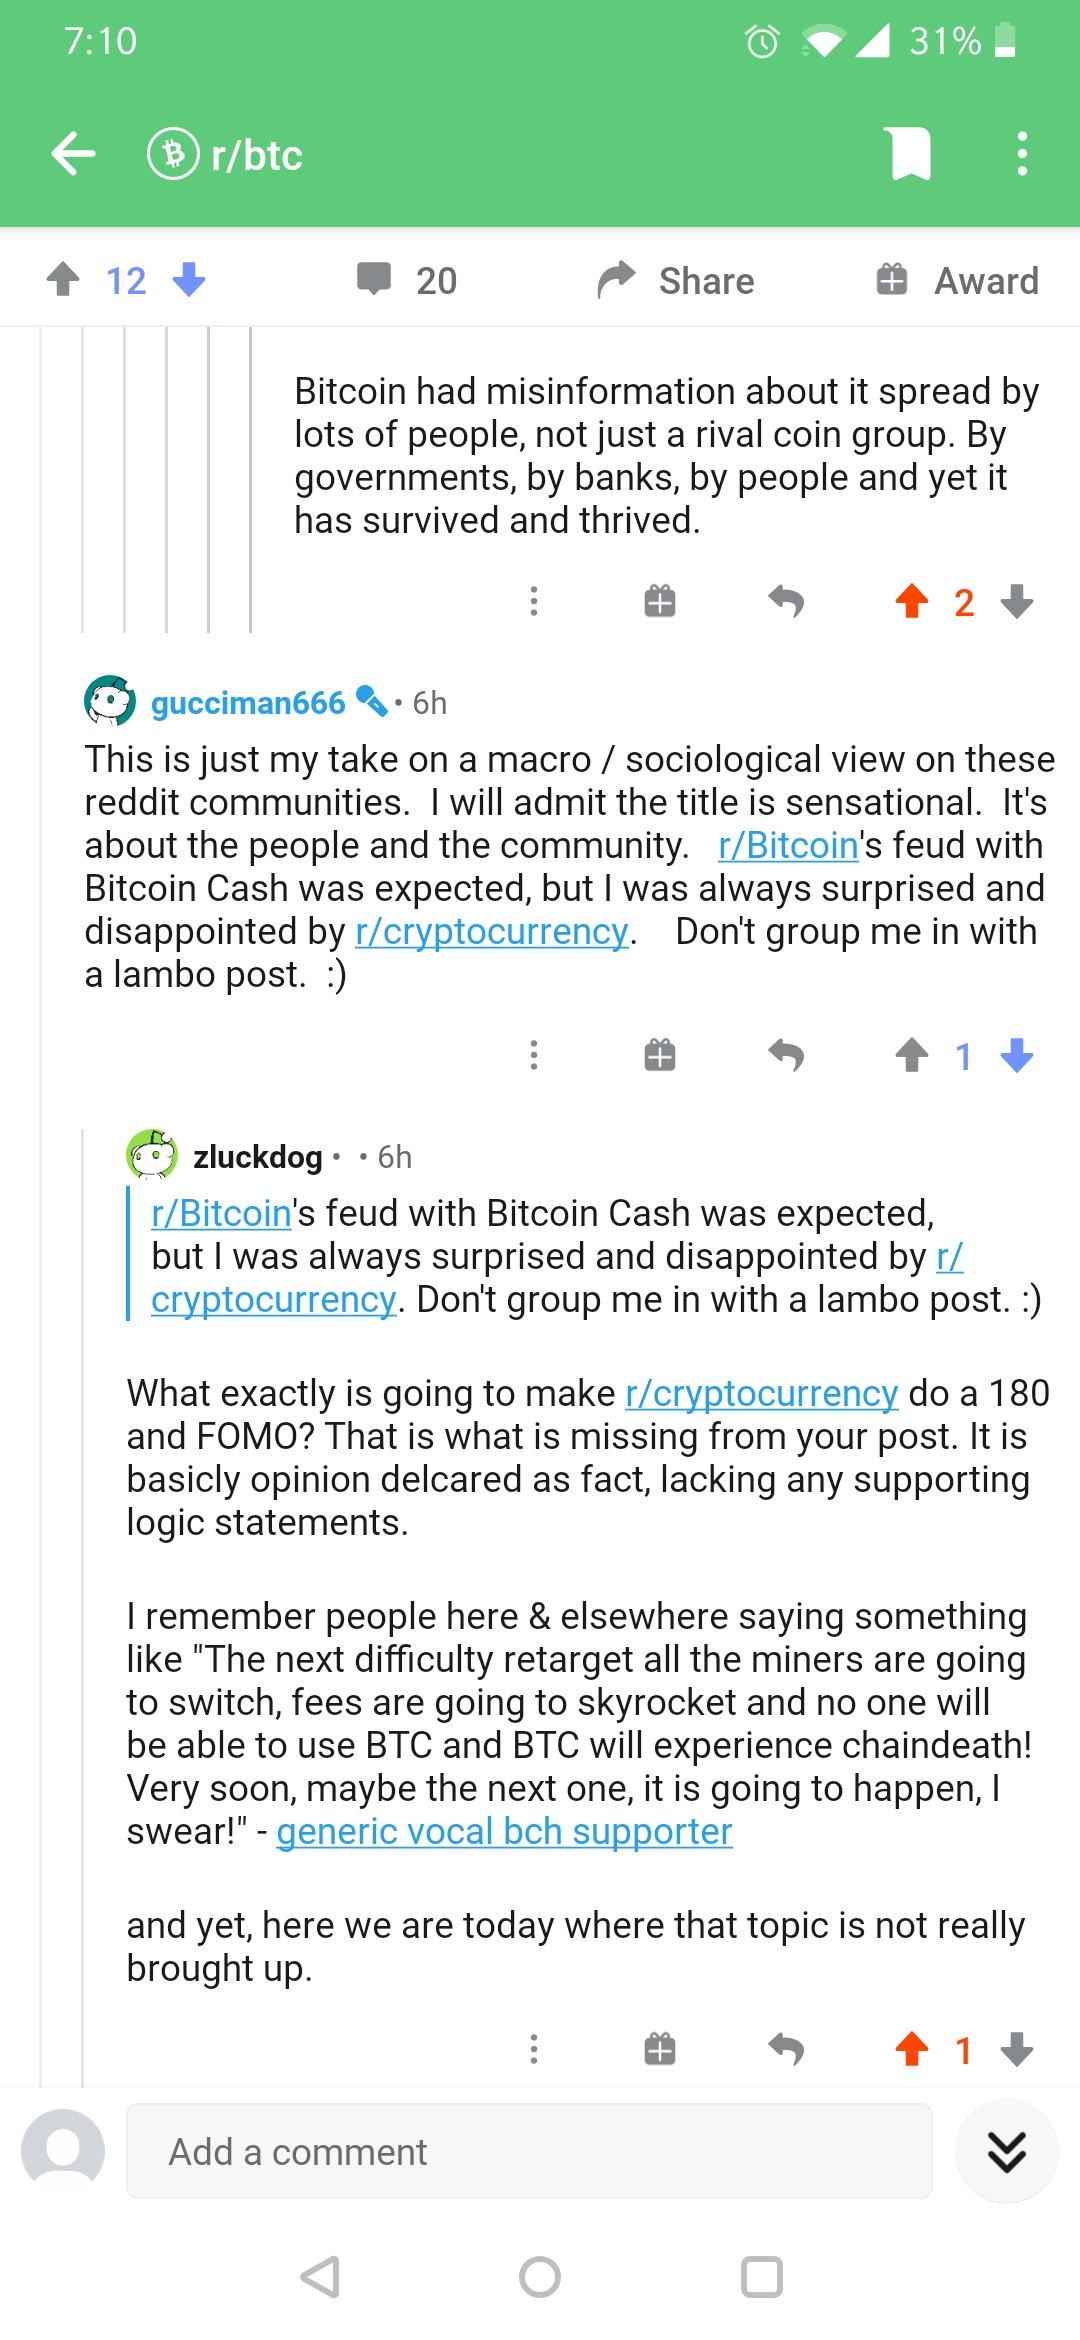 7:10
31%
r/btc
12
20
Share
Award
Bitcoin had misinformation about it spread by
lots of people, not just a rival coin group. By
governments, by banks, by people and yet it
has survived and thrived.
2
gucciman666 • 6h
This is just my take on a macro / sociological view on these
reddit communities.  I will admit the title is sensational.  It's
about the people and the community.   r/Bitcoin's feud with
Bitcoin Cash was expected, but I was always surprised and
disappointed by r/cryptocurrency.    Don't group me in with
a lambo post.  :)
1
zluckdog • • 6h
r/Bitcoin's feud with Bitcoin Cash was expected,
but I was always surprised and disappointed by r/
cryptocurrency. Don't group me in with a lambo post. :)
What exactly is going to make r/cryptocurrency do a 180
and FOMO? That is what is missing from your post. It is
basicly opinion delcared as fact, lacking any supporting
logic statements.
I remember people here & elsewhere saying something
like "The next difficulty retarget all the miners are going
to switch, fees are going to skyrocket and no one will
be able to use BTC and BTC will experience chaindeath!
Very soon, maybe the next one, it is going to happen, I
swear!" - generic vocal bch supporter
and yet, here we are today where that topic is not really
brought up.
1
Add a comment